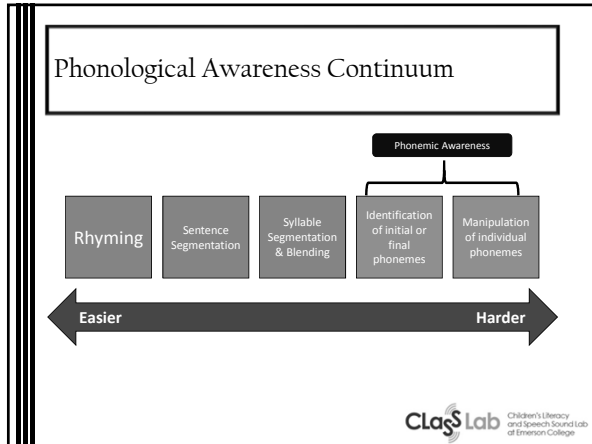 Phonological Awareness Continuum
Phonemic Awareness
Rhyming
Sentence
Segmentation
Syllable
Segmentation
& Blending
Identification
of initial or
final
phonemes
Manipulation
of individual
phonemes
Easier
Harder
ClaSS Lab
Children's Literacy
and Speech Sound Lab
at Emerson College